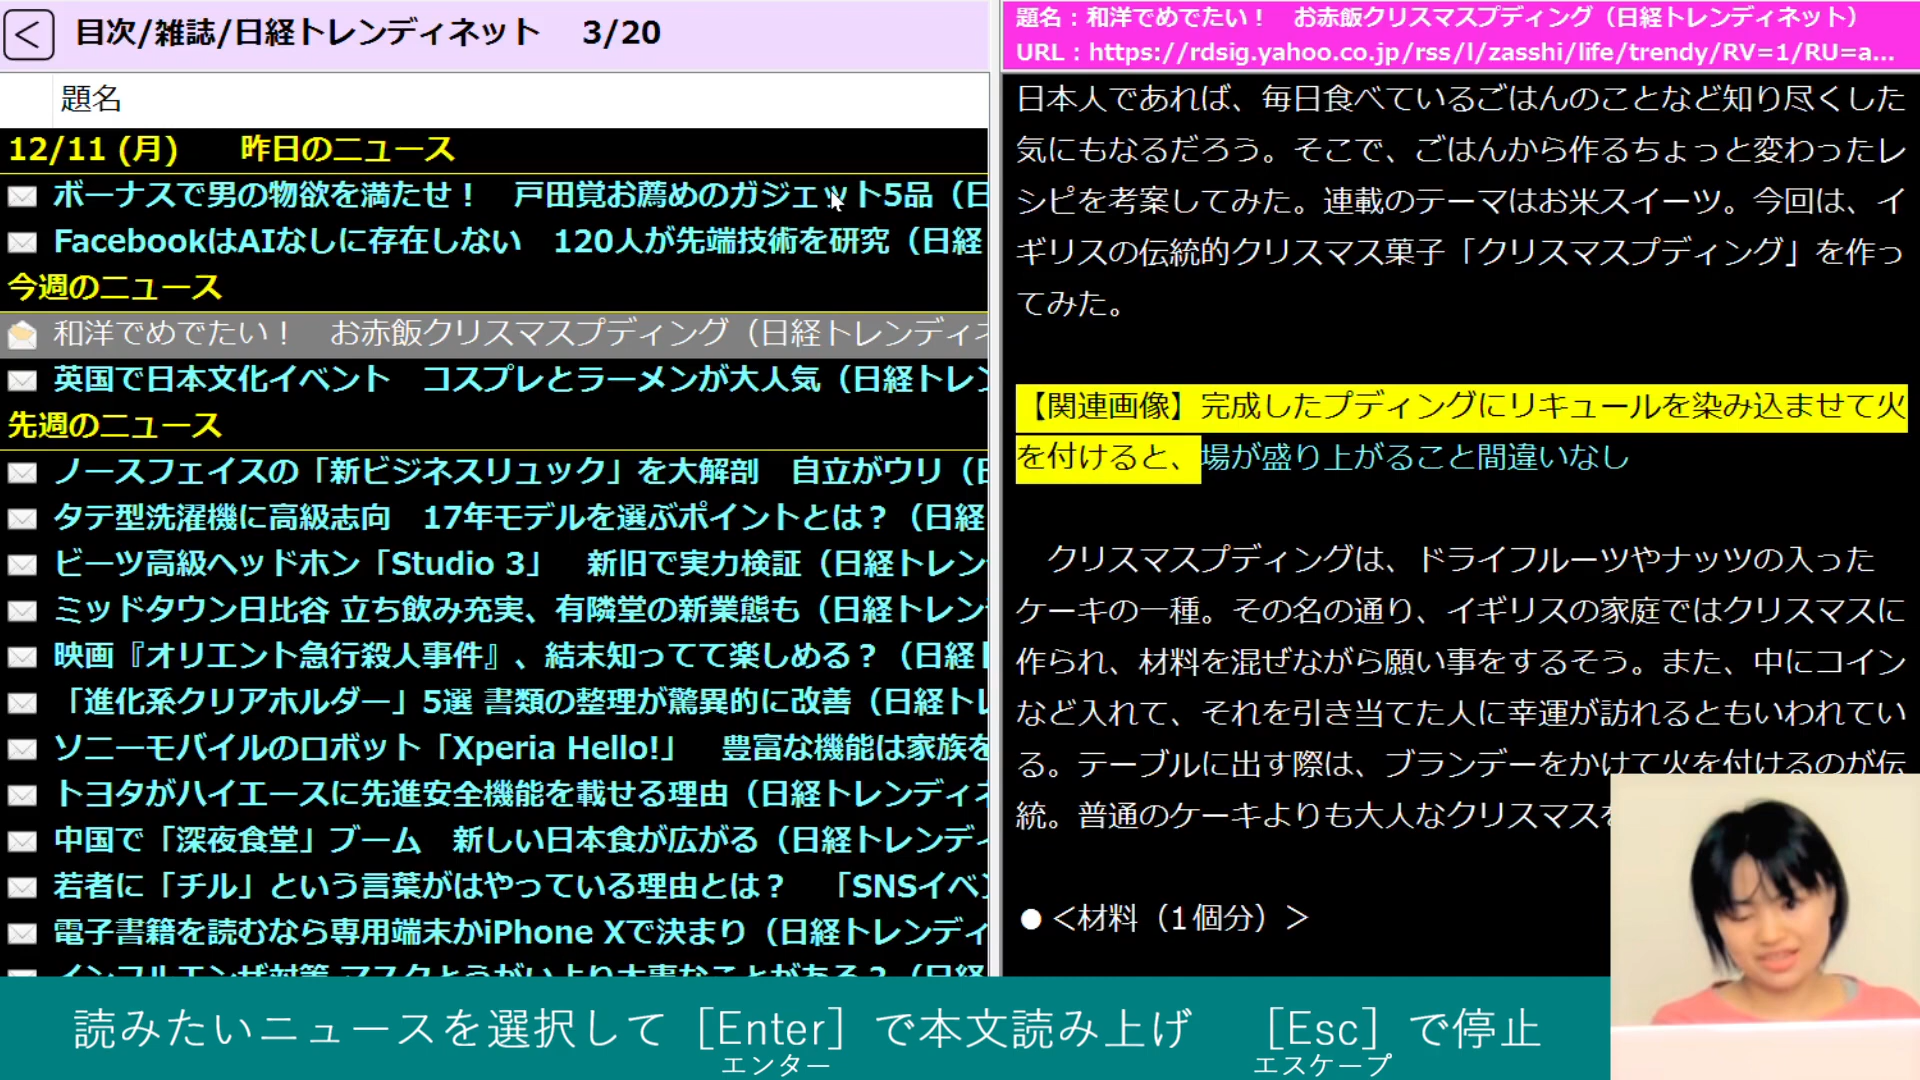 目次/雑誌/日経トレンディネット 3/20
題名
12/11 (月) 昨日のニュース
ボーナスで男の物欲を満たせ！ 戸田覚お薦めのガジェット5品（日
FacebookはAIなしに存在しない 120人が先端技術を研究（日経
今週のニュース
和洋でめでたい！ お赤飯クリスマスプディング（日経トレンディネ
英国で日本文化イベント コスプレとラーメンが大人気（日経トレン
先週のニュース
ノースフェイスの「新ビジネスリュック」を大解剖 自立がウリ（日
タテ型洗濯機に高級志向 17年モデルを選ぶポイントとは？（日経
ビーツ高級ヘッドホン「Studio 3」 新旧で実力検証（日経トレン
ミッドタウン日比谷 立ち飲み充実、有隣堂の新業態も（日経トレン
映画『オリエント急行殺人事件』、結末知ってて楽しめる？（日経
「進化系クリアホルダー」5選 書類の整理が驚異的に改善（日経トレ
ソニーモバイルのロボット「Xperia Hello!」 豊富な機能は家族を
トヨタがハイエースに先進安全機能を載せる理由（日経トレンディネ
中国で「深夜食堂」ブーム 新しい日本食が広がる（日経トレンディ
若者に「チル」という言葉がはやっている理由とは？ 「SNSイベン
電子書籍を読むなら専用端末かiPhone Xで決まり（日経トレンディ
インフルエンザ対策 マスクとうがいより大事なことがある？（日経
題名：和洋でめでたい！ お赤飯クリスマスプディング（日経トレンディネット）
URL：https://rdsig.yahoo.co.jp/rss/l/zasshi/life/trendy/RV=1/RU=a...
日本人であれば、毎日食べているごはんのことなど知り尽くした
気にもなるだろう。そこで、ごはんから作るちょっと変わったレ
シピを考案してみた。連載のテーマはお米スイーツ。今回は、イ
ギリスの伝統的クリスマス菓子「クリスマスプディング」を作っ
てみた。
【関連画像】完成したプディングにリキュールを染み込ませて火
を付けると、場が盛り上がること間違いなし
クリスマスプディングは、ドライフルーツやナッツの入った
ケーキの一種。その名の通り、イギリスの家庭ではクリスマスに
作られ、材料を混ぜながら願い事をするそう。また、中にコイン
など入れて、それを引き当てた人に幸運が訪れるともいわれてい
る。テーブルに出す際は、ブランデーをかけて火を付けるのが伝
統。普通のケーキよりも大人なクリスマスを
●＜材料（1個分）＞
読みたいニュースを選択して［Enter］で本文読み上げ ［Esc］で停止
エンター エスケープ